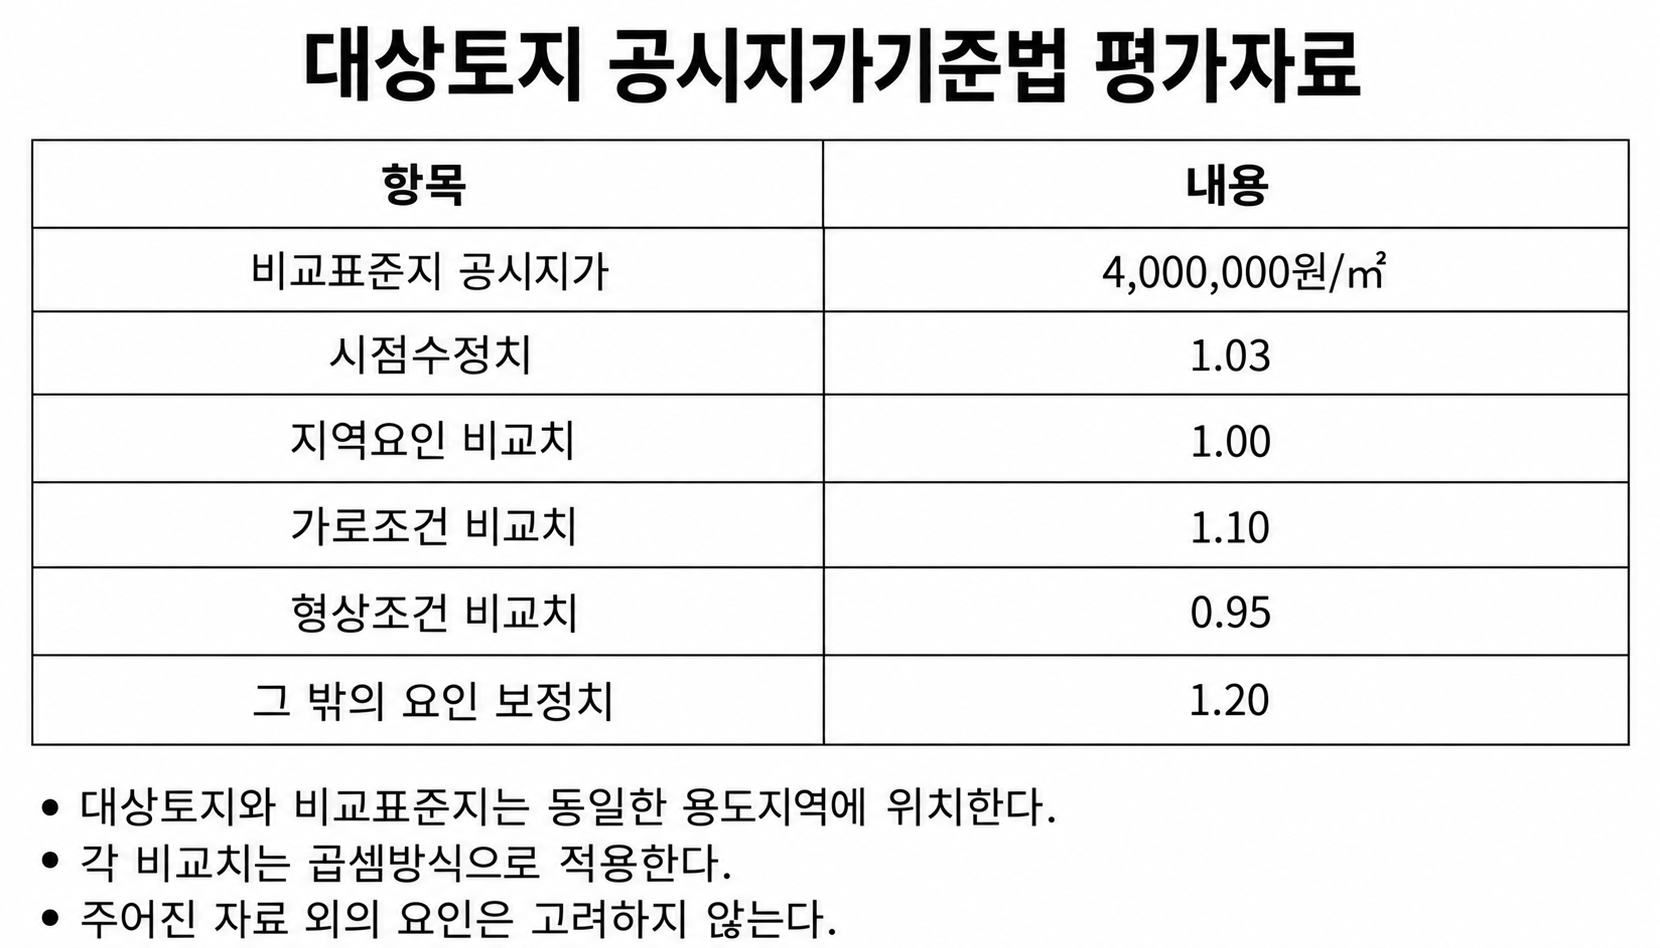 대상토지 공시지가기준법 평가자료
항목 내용
비교표준지 공시지가 4,000,000원/㎡
시점수정치 1.03
지역요인 비교치 1.00
가로조건 비교치 1.10
형상조건 비교치 0.95
그 밖의 요인 보정치 1.20
• 대상토지와 비교표준지는 동일한 용도지역에 위치한다.
• 각 비교치는 곱셈방식으로 적용한다.
• 주어진 자료 외의 요인은 고려하지 않는다.